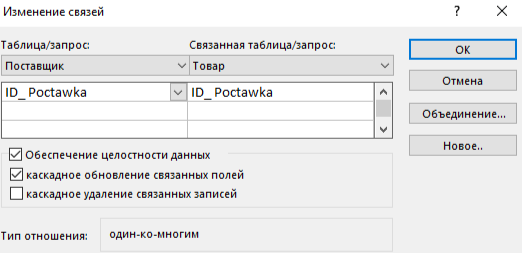 Изменение связей ? ×
Таблица/запрос: Связанная таблица/запрос:
Поставщик Товар
ID_ Poctawka ID_ Poctawka
Обеспечение целостности данных
каскадное обновление связанных полей
каскадное удаление связанных записей
Тип отношения: один-ко-многим
ОК
Отмена
Объединение...
Новое..